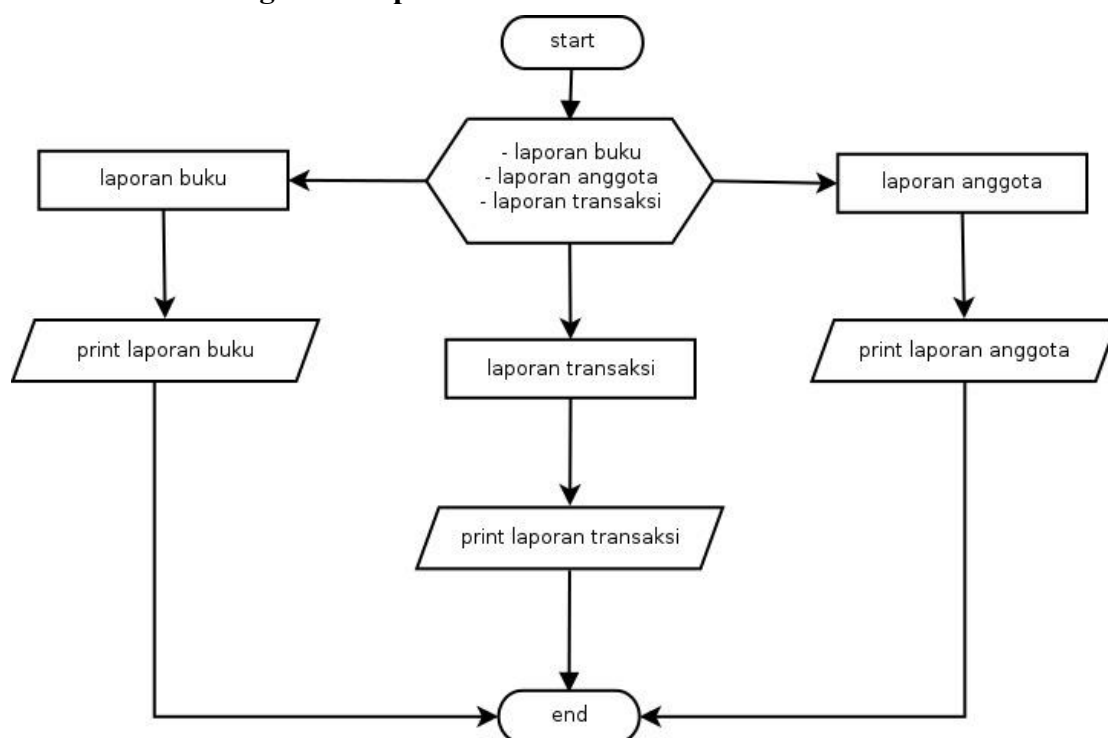 start
- laporan buku
- laporan anggota
- laporan transaksi
laporan buku
laporan anggota
print laporan buku
print laporan anggota
laporan transaksi
print laporan transaksi
end